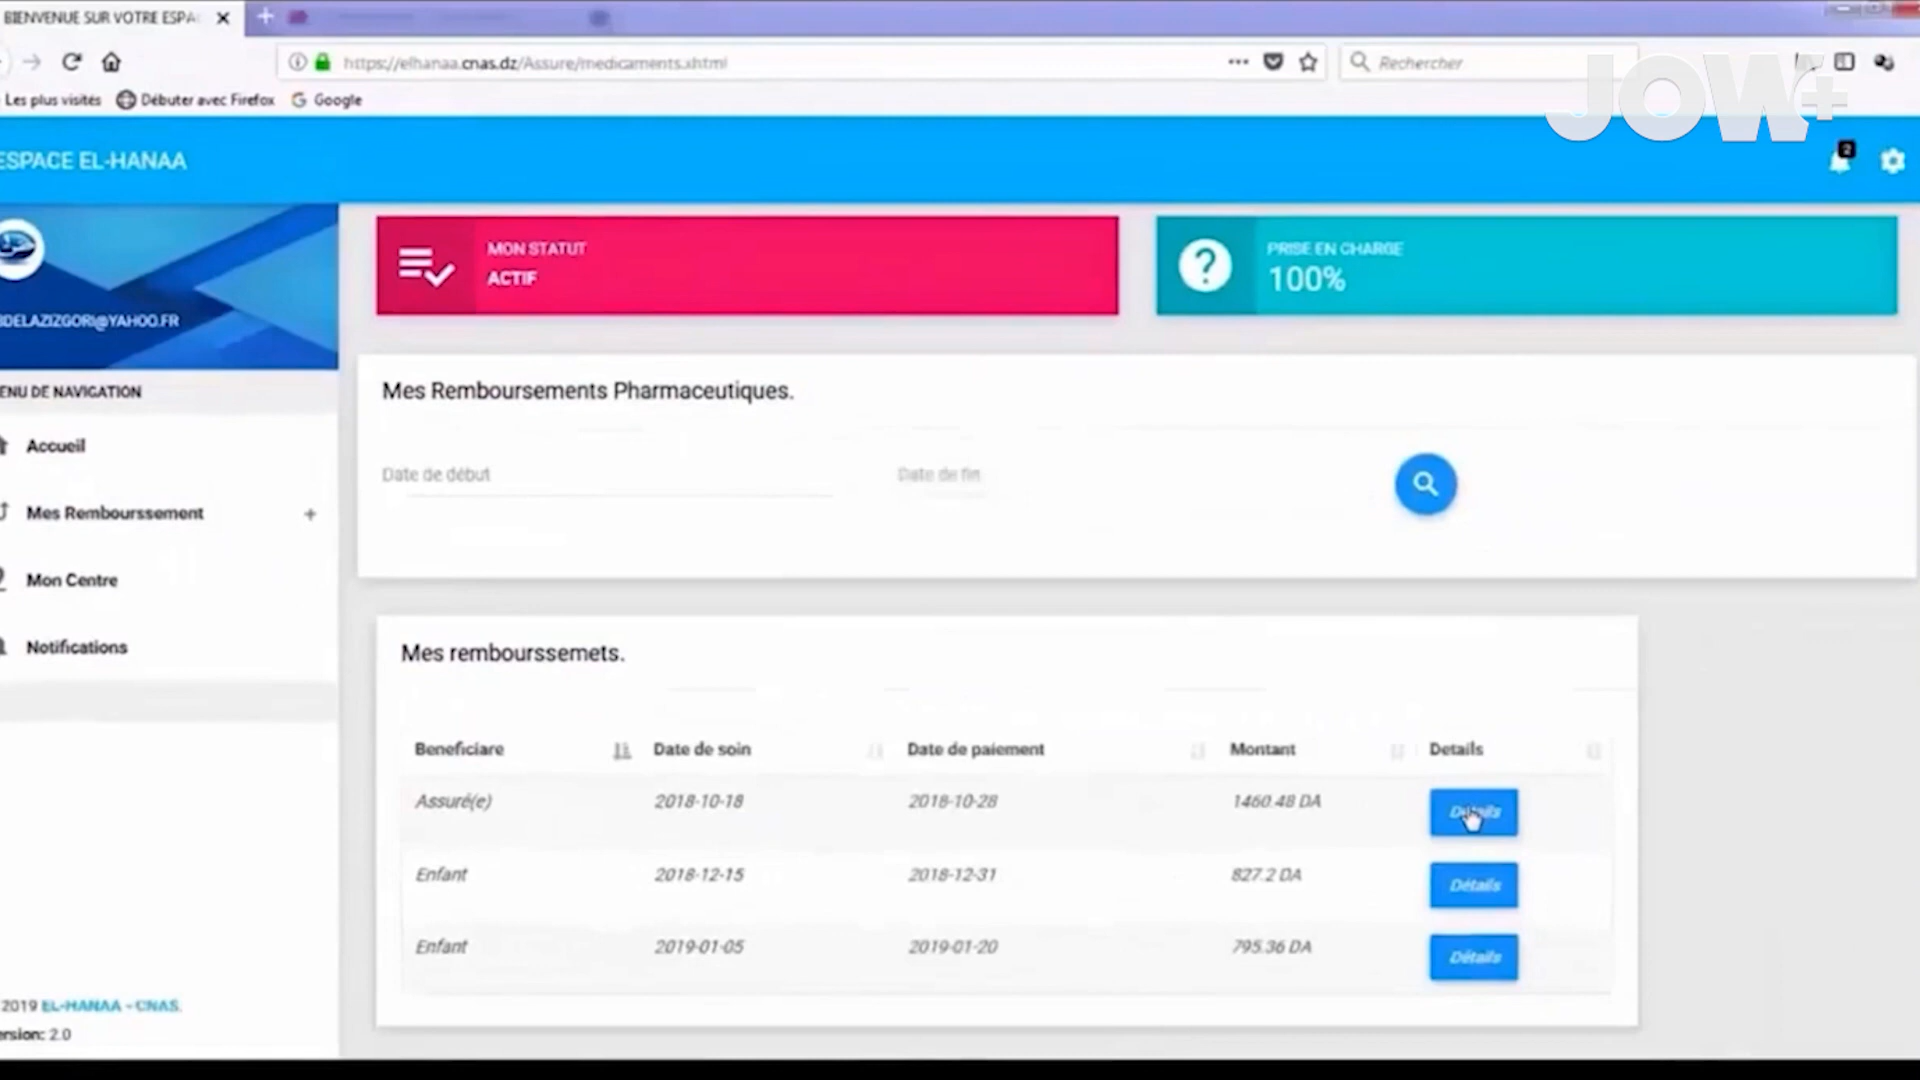 BIENVENUE SUR VOTRE ESPA
https://elhanaa.cnas.dz/Assure/medicaments.xhtml
Rechercher
Les plus visités Débuter avec Firefox Google
JOW+
ESPACE EL-HANAA
2
MON STATUT
ACTIF
PRISE EN CHARGE
100%
BDELAZIZGORI@YAHOO.FR
ENU DE NAVIGATION
Accueil
Mes Rembourssement +
Mon Centre
Notifications
Mes Remboursements Pharmaceutiques.
Date de début Date de fin
Mes rembourssemets.
Beneficiare Date de soin Date de paiement Montant Details
Assuré(e) 2018-10-18 2018-10-28 1460.48 DA Détails
Enfant 2018-12-15 2018-12-31 827.2 DA Détails
Enfant 2019-01-05 2019-01-20 795.36 DA Détails
2019 EL-HANAA - CNAS.
ersion: 2.0